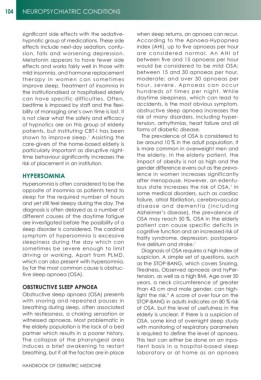 104 NEUROPSYCHIATRIC CONDITIONS
significant side effects with the sedative-
hypnotic group of medications. These side
effects include next-day sedation, confu-
sion, falls and worsening depression.
Melatonin appears to have fewer side
effects and works fairly well in those with
mild insomnia, and hormone replacement
therapy in women can sometimes
improve sleep. Treatment of insomnia in
the institutionalised or hospitalised elderly
can have specific difficulties. Often,
bedtime is imposed by staff and the flexi-
bility of managing one's own time is lost. It
is not clear what the safety and efficacy
of hypnotics are on this group of elderly
patients, but instituting CBT-I has been
shown to improve sleep. Assisting the
care-givers of the home-based elderly is
particularly important as disruptive night-
time behaviour significantly increases the
risk of placement in an institution.
HYPERSOMNIA
Hypersomnia is often considered to be the
opposite of insomnia as patients tend to
sleep for the required number of hours
and yet still feel sleepy during the day. The
diagnosis is often delayed as a number of
different causes of the daytime fatigue
are investigated before the possibility of a
sleep disorder is considered. The cardinal
symptom of hypersomnia is excessive
sleepiness during the day which can
sometimes be severe enough to limit
driving or working. Apart from PLMD,
which can also present with hypersomnia,
by far the most common cause is obstruc-
tive sleep apnoea (OSA).
OBSTRUCTIVE SLEEP APNOEA
Obstructive sleep apnoea (OSA) presents
with snoring and repeated pauses in
breathing during sleep, often associated
with restlessness, a choking sensation or
witnessed apnoeas. Most problematic in
the elderly population is the lack of a bed
partner which results in a poorer history.
The collapse of the pharyngeal area
induces a brief awakening to restart
breathing, but if all the factors are in place
when sleep returns, an apnoea can recur.
According to the Apnoea-Hypopnea
Index (AHI), up to five apnoeas per hour
are considered normal. An AHI of
between five and 15 apnoeas per hour
would be considered to be mild OSA;
between 15 and 30 apnoeas per hour,
moderate; and over 30 apnoeas per
hour, severe. Apnoeas can occur
hundreds of times per night. While
daytime sleepiness, which can lead to
accidents, is the most obvious symptom,
obstructive sleep apnoea increases the
risk of many disorders, including hyper-
tension, arrhythmias, heart failure and all
forms of diabetic disease.
The prevalence of OSA is considered to
be around 10 % in the adult population. It
is more common in overweight men and
the elderly. In the elderly patient, the
impact of obesity is not as high and the
gender difference evens out as the preva-
lence in women increases significantly
after menopause. However, an edentu-
lous state increases the risk of OSA. In
some medical disorders, such as cardiac
failure, atrial fibrillation, cerebrovascular
disease and dementia (including
Alzheimer's disease), the prevalence of
OSA may reach 50 %. OSA in the elderly
patient can cause specific deficits in
cognitive function and an increased risk of
frailty syndrome, depression, postopera-
tive delirium and stroke.
Diagnosis of OSA requires a high index of
suspicion. A simple set of questions, such
as the STOP-BANG, which covers Snoring,
Tiredness, Observed apnoeas and hyPer-
tension, as well as a high BMI, Age over 50
years, a neck circumference of greater
than 43 cm and male gender, can high-
light the risk. A score of over four on the
STOP-BANG in adults indicates an 80 % risk
of OSA, but the level of usefulness in the
elderly is unclear. If there is a suspicion of
OSA, some kind of overnight sleep study
with monitoring of respiratory parameters
is required to define the level of apnoea.
This test can either be done on an inpa-
tient basis in a hospital-based sleep
laboratory or at home as an apnoea
HANDBOOK OF GERIATRIC MEDICINE